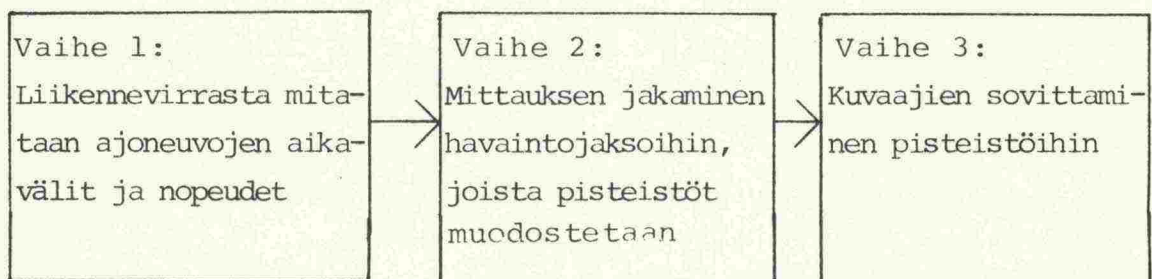 Vaihe 1:
Liikennevirrasta mita-
taan ajoneuvojen aika-
välit ja nopeudet
Vaihe 2:
Mittauksen jakaminen
havaintojaksoihin,
joista pisteistöt
muodostetaan
Vaihe 3:
Kuvaajien sovittami-
nen pisteistöihin